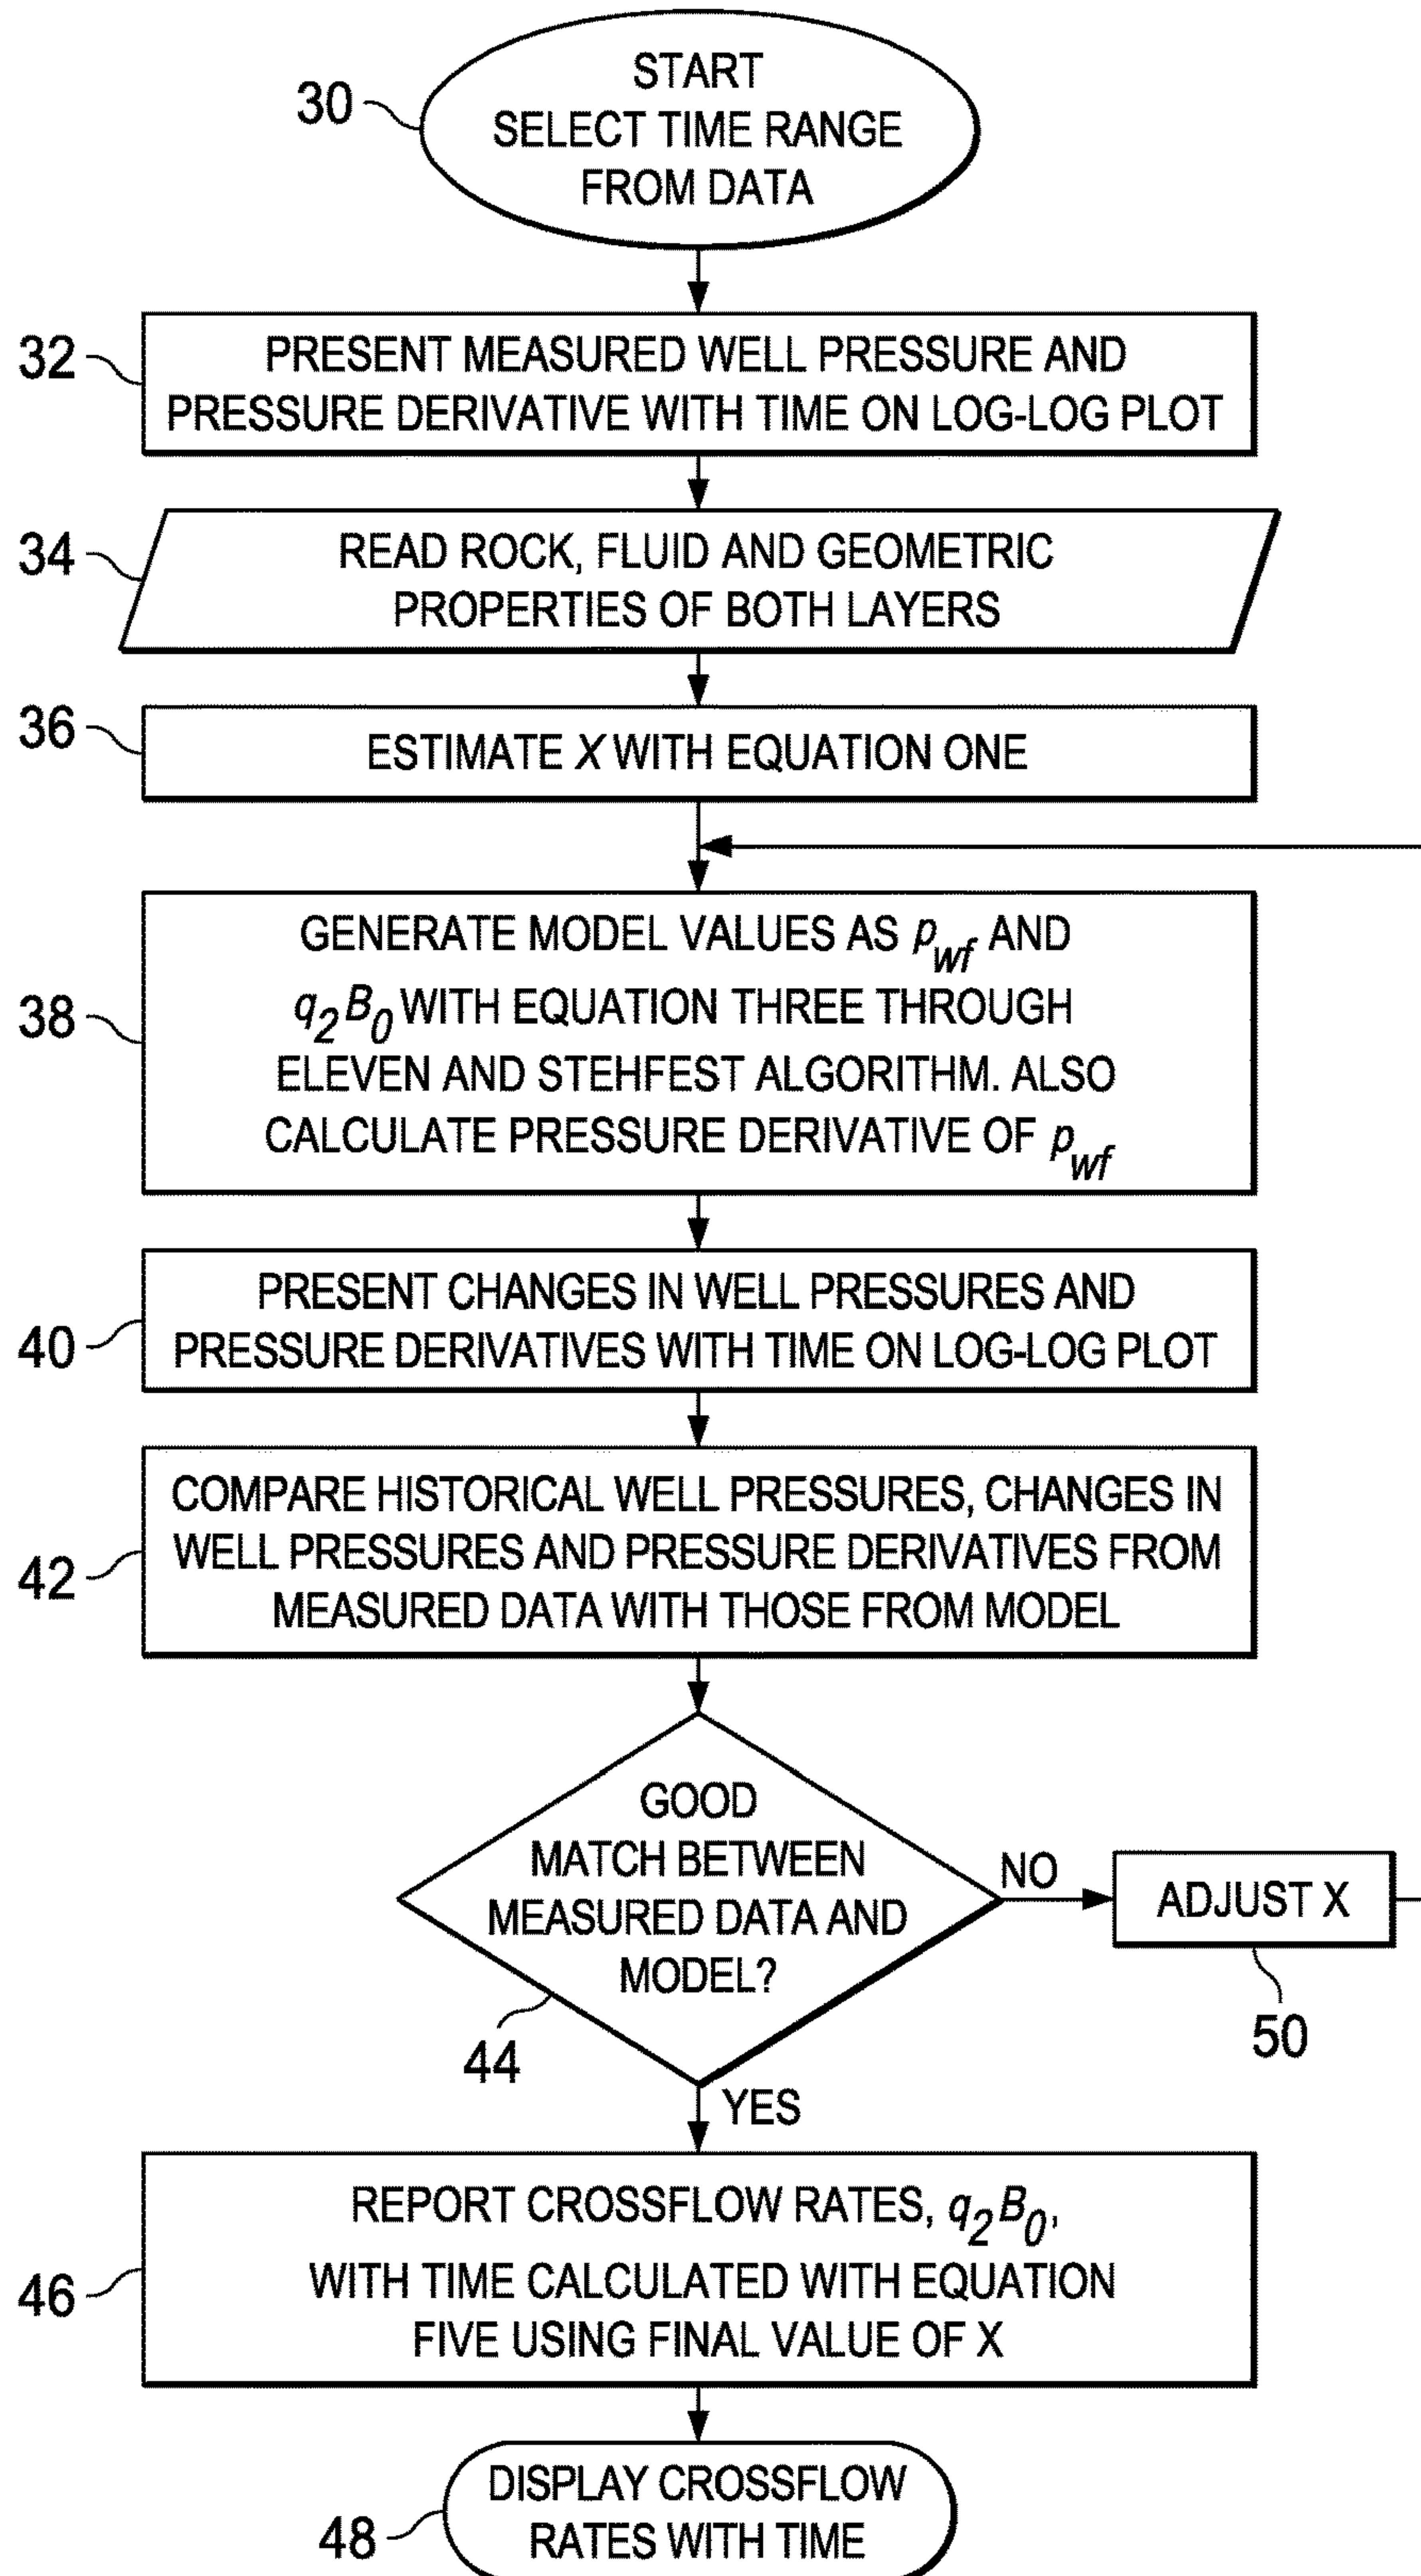 START
SELECT TIME RANGE
FROM DATA
30
PRESENT MEASURED WELL PRESSURE AND
PRESSURE DERIVATIVE WITH TIME ON LOG-LOG PLOT
32
READ ROCK, FLUID AND GEOMETRIC
PROPERTIES OF BOTH LAYERS
34
ESTIMATE X WITH EQUATION ONE
36
GENERATE MODEL VALUES AS p_wf AND
q_2 B_0 WITH EQUATION THREE THROUGH
ELEVEN AND STEHFEST ALGORITHM. ALSO
CALCULATE PRESSURE DERIVATIVE OF p_wf
38
PRESENT CHANGES IN WELL PRESSURES AND
PRESSURE DERIVATIVES WITH TIME ON LOG-LOG PLOT
40
COMPARE HISTORICAL WELL PRESSURES, CHANGES IN
WELL PRESSURES AND PRESSURE DERIVATIVES FROM
MEASURED DATA WITH THOSE FROM MODEL
42
GOOD
MATCH BETWEEN
MEASURED DATA AND
MODEL?
44
NO
ADJUST X
50
YES
REPORT CROSSFLOW RATES, q_2 B_0,
WITH TIME CALCULATED WITH EQUATION
FIVE USING FINAL VALUE OF X
46
DISPLAY CROSSFLOW
RATES WITH TIME
48